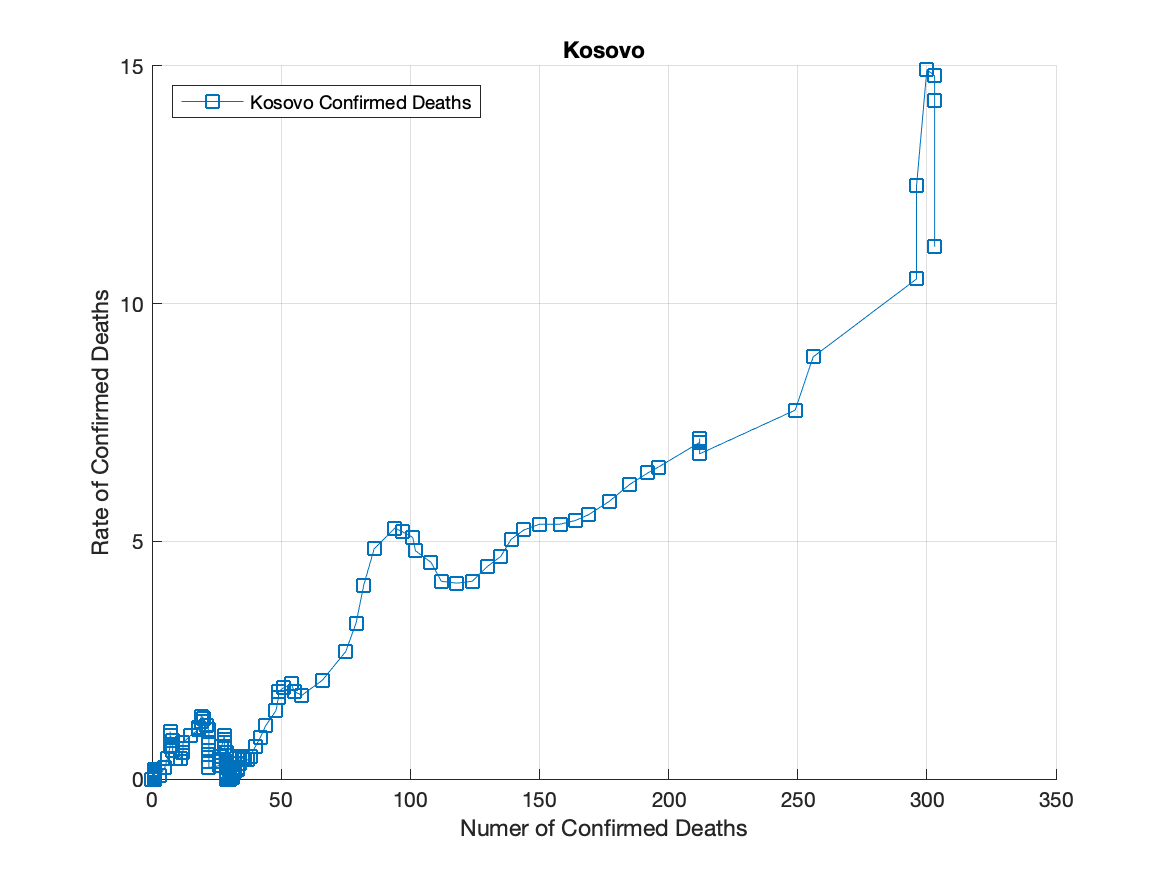 Kosovo
Kosovo Confirmed Deaths
Rate of Confirmed Deaths
15
10
5
0
0 50 100 150 200 250 300 350
Numer of Confirmed Deaths